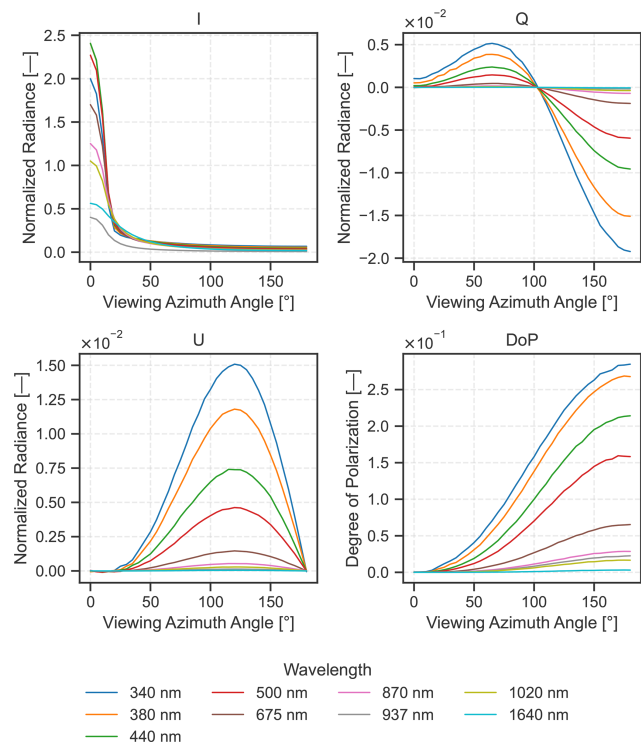 I
Normalized Radiance [—]
2.5
2.0
1.5
1.0
0.5
0.0
0 50 100 150
Viewing Azimuth Angle [°]
Q
×10⁻²
Normalized Radiance [—]
0.5
0.0
−0.5
−1.0
−1.5
−2.0
0 50 100 150
Viewing Azimuth Angle [°]
U
×10⁻²
Normalized Radiance [—]
1.50
1.25
1.00
0.75
0.50
0.25
0.00
0 50 100 150
Viewing Azimuth Angle [°]
DoP
×10⁻¹
Degree of Polarization [—]
2.5
2.0
1.5
1.0
0.5
0.0
0 50 100 150
Viewing Azimuth Angle [°]
Wavelength
340 nm 500 nm 870 nm 1020 nm
380 nm 675 nm 937 nm 1640 nm
440 nm